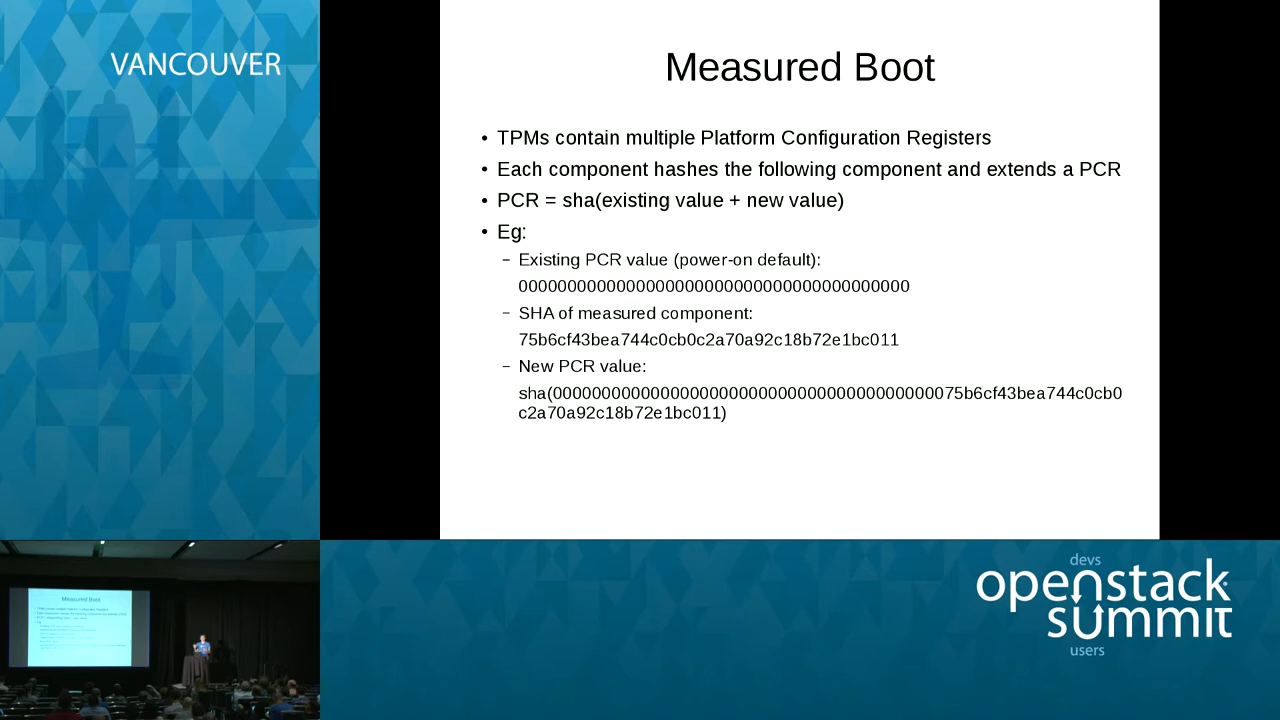 VANCOUVER
Measured Boot
• TPMs contain multiple Platform Configuration Registers
• Each component hashes the following component and extends a PCR
• PCR = sha(existing value + new value)
• Eg:
– Existing PCR value (power-on default):
0000000000000000000000000000000000000000
– SHA of measured component:
75b6cf43bea744c0cb0c2a70a92c18b72e1bc011
– New PCR value:
sha(000000000000000000000000000000000000000075b6cf43bea744c0cb0
c2a70a92c18b72e1bc011)
devs
openstack
summit
users
Measured Boot